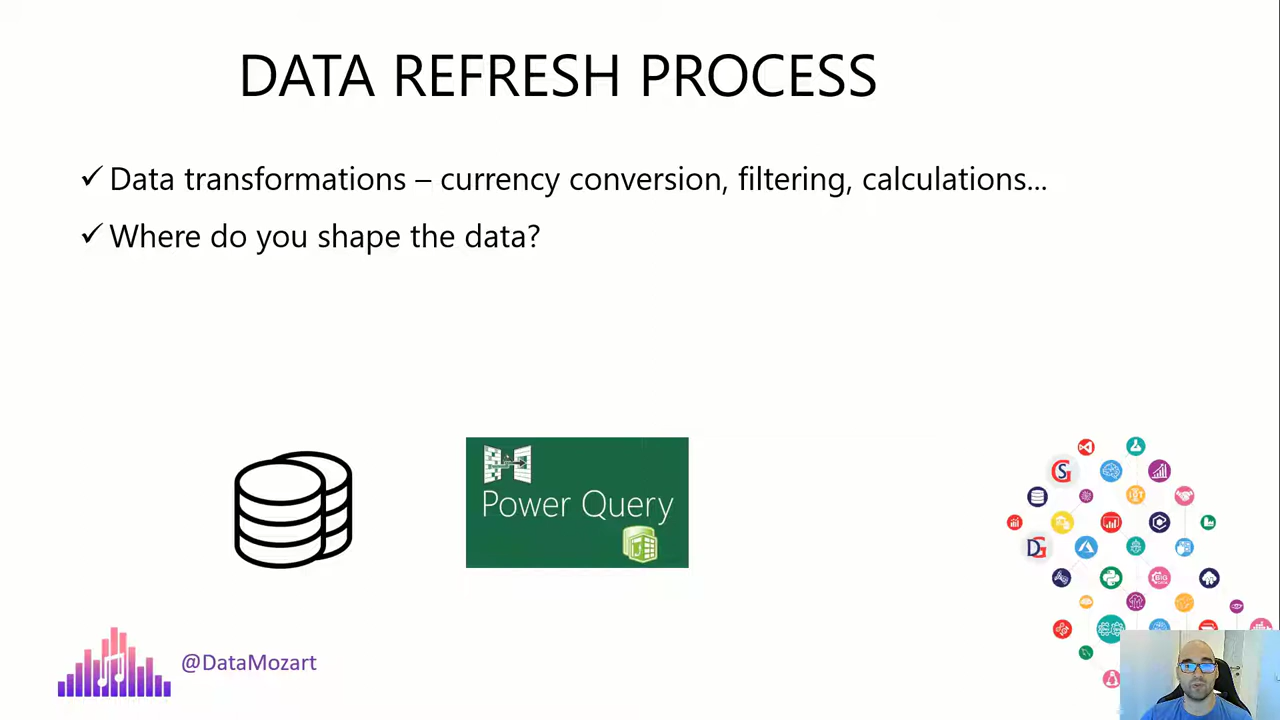 DATA REFRESH PROCESS
✓ Data transformations – currency conversion, filtering, calculations...
✓ Where do you shape the data?
Power Query
@DataMozart